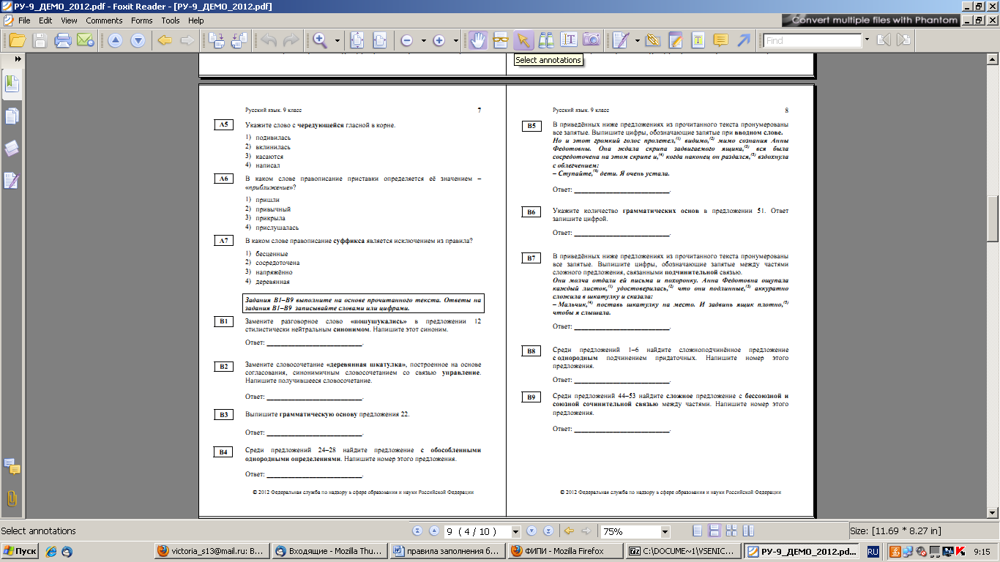 РУ-9_ДЕМО_2012.pdf - Foxit Reader - [РУ-9_ДЕМО_2012.pdf]
File Edit View Comments Forms Tools Help
Convert multiple files with Phantom
Find
Select annotations
Русский язык. 9 класс 7
А5 Укажите слово с чередующейся гласной в корне.
1) подивилась
2) вклинилась
3) касаются
4) написал
А6 В каком слове правописание приставки определяется её значением –
«приближение»?
1) пришли
2) привычный
3) прикрыла
4) прислушалась
А7 В каком слове правописание суффикса является исключением из правила?
1) бесценные
2) сосредоточена
3) напряжённо
4) деревянная
Задания В1–В9 выполните на основе прочитанного текста. Ответы на
задания В1–В9 записывайте словами или цифрами.
В1 Замените разговорное слово «пошушукались» в предложении 12
стилистически нейтральным синонимом. Напишите этот синоним.
Ответ: ___________________________.
В2 Замените словосочетание «деревянная шкатулка», построенное на основе
согласования, синонимичным словосочетанием со связью управление.
Напишите получившееся словосочетание.
Ответ: ___________________________.
В3 Выпишите грамматическую основу предложения 22.
Ответ: ___________________________.
В4 Среди предложений 24–28 найдите предложение с обособленными
однородными определениями. Напишите номер этого предложения.
Ответ: ___________________________.
© 2012 Федеральная служба по надзору в сфере образования и науки Российской Федерации
Русский язык. 9 класс 8
В5 В приведённых ниже предложениях из прочитанного текста пронумерованы
все запятые. Выпишите цифры, обозначающие запятые при вводном слове.
Но и этот громкий голос пролетел,(1) видимо,(2) мимо сознания Анны
Федотовны. Она ждала скрипа задвигаемого ящика,(3) вся была
сосредоточена на этом скрипе и,(4) когда наконец он раздался,(5) вздохнула
с облегчением:
– Ступайте,(6) дети. Я очень устала.
Ответ: ___________________________.
В6 Укажите количество грамматических основ в предложении 51. Ответ
запишите цифрой.
Ответ: ___________________________.
В7 В приведённых ниже предложениях из прочитанного текста пронумерованы
все запятые. Выпишите цифры, обозначающие запятые между частями
сложного предложения, связанными подчинительной связью.
Они молча отдали ей письма и похоронку. Анна Федотовна ощупала
каждый листок,(1) удостоверилась,(2) что они подлинные,(3) аккуратно
сложила в шкатулку и сказала:
– Мальчик,(4) поставь шкатулку на место. И задвинь ящик плотно,(5)
чтобы я слышала.
Ответ: ___________________________.
В8 Среди предложений 1–6 найдите сложноподчинённое предложение
с однородным подчинением придаточных. Напишите номер этого
предложения.
Ответ: ___________________________.
В9 Среди предложений 44–53 найдите сложное предложение с бессоюзной и
союзной сочинительной связью между частями. Напишите номер этого
предложения.
Ответ: ___________________________.
© 2012 Федеральная служба по надзору в сфере образования и науки Российской Федерации
Select annotations 9 ( 4 / 10 ) 75% Size: [11.69 * 8.27 in]
Пуск victoria_s13@mail.ru: В... Входящие - Mozilla Thu... правила заполнения б... ФИПИ - Mozilla Firefox C:\DOCUME~1\VSENIC... РУ-9_ДЕМО_2012.pd... RU 9:15